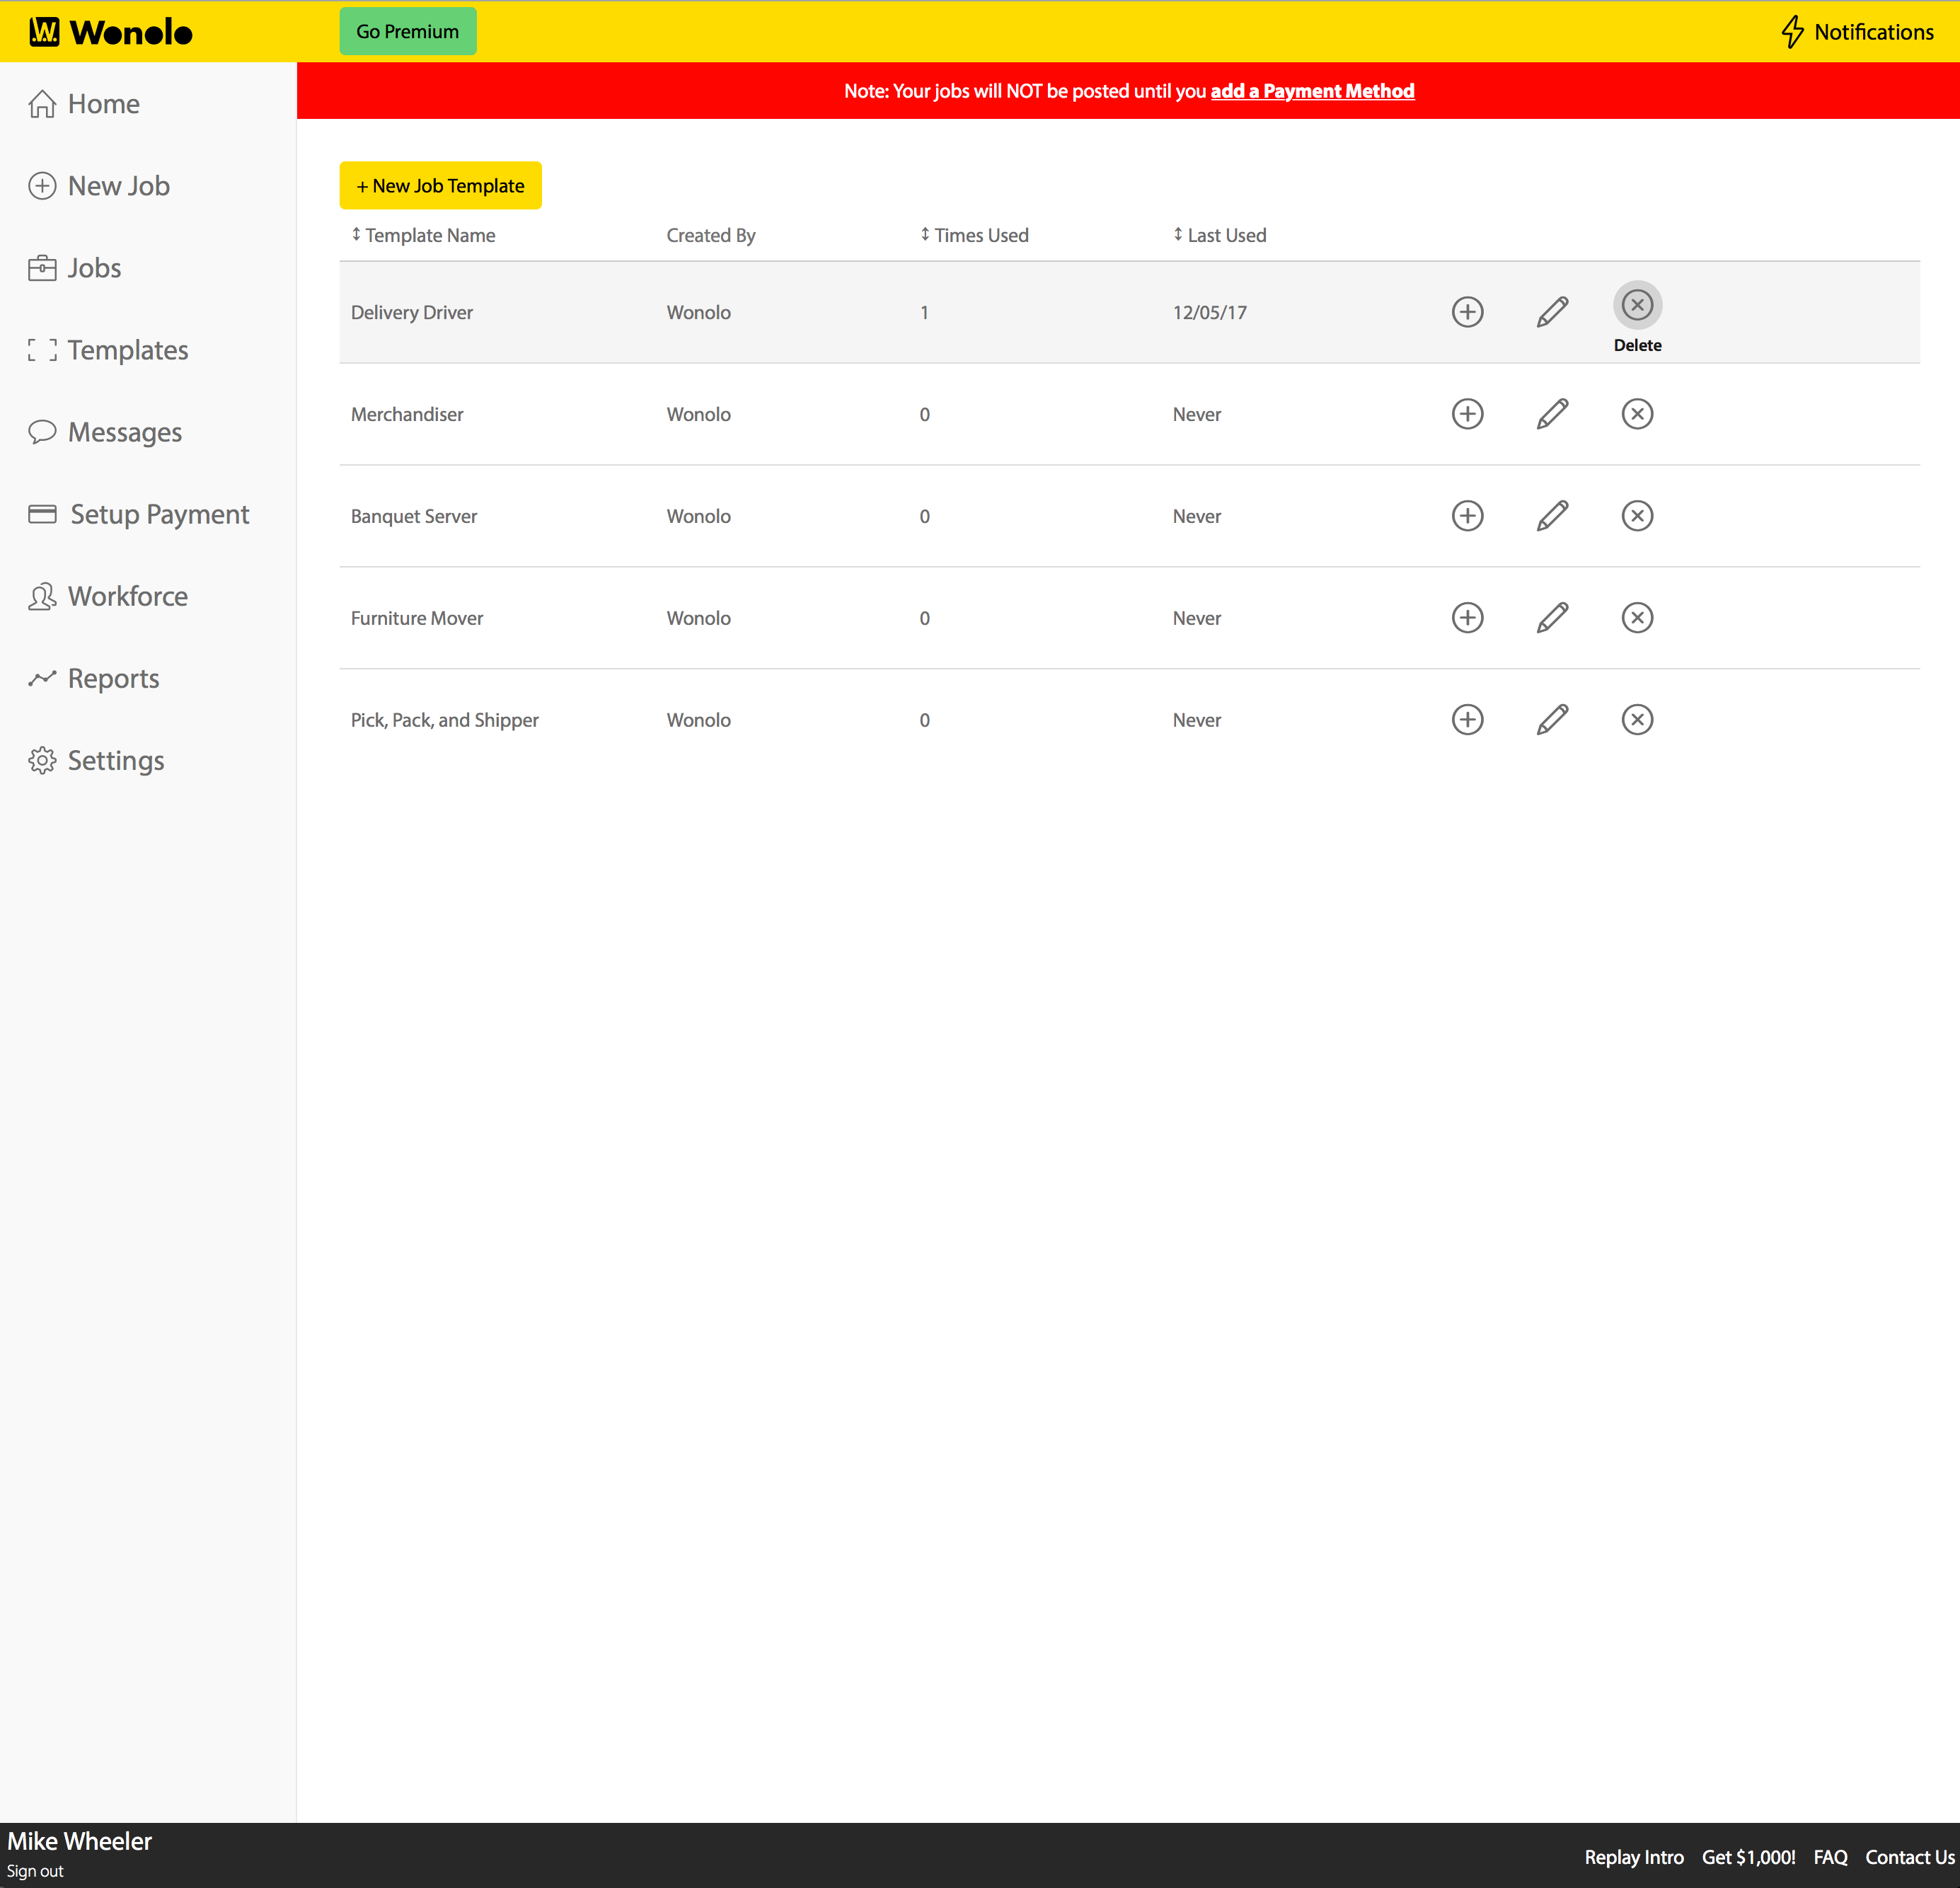 W. Wonolo
Go Premium
Notifications
Note: Your jobs will NOT be posted until you add a Payment Method
Home
New Job
Jobs
Templates
Messages
Setup Payment
Workforce
Reports
Settings
+ New Job Template
Template Name Created By Times Used Last Used
Delivery Driver Wonolo 1 12/05/17
Delete
Merchandiser Wonolo 0 Never
Banquet Server Wonolo 0 Never
Furniture Mover Wonolo 0 Never
Pick, Pack, and Shipper Wonolo 0 Never
Mike Wheeler
Sign out
Replay Intro Get $1,000! FAQ Contact Us